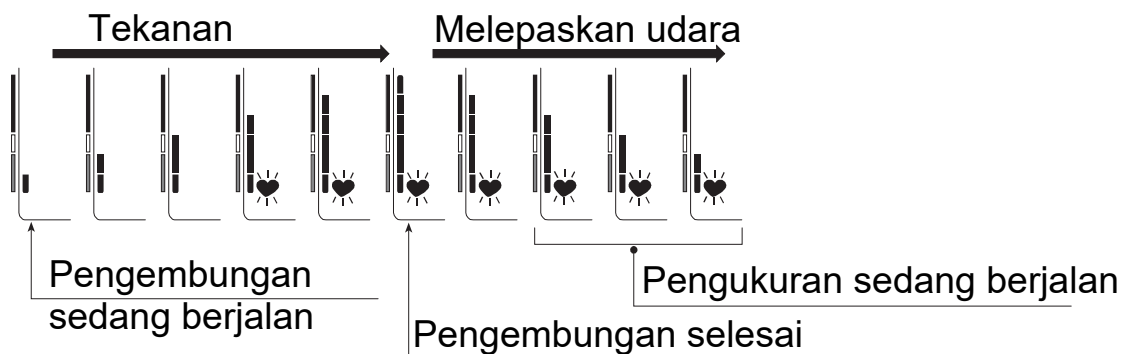 Tekanan
Melepaskan udara
Pengembungan
sedang berjalan
Pengukuran sedang berjalan
Pengembungan selesai